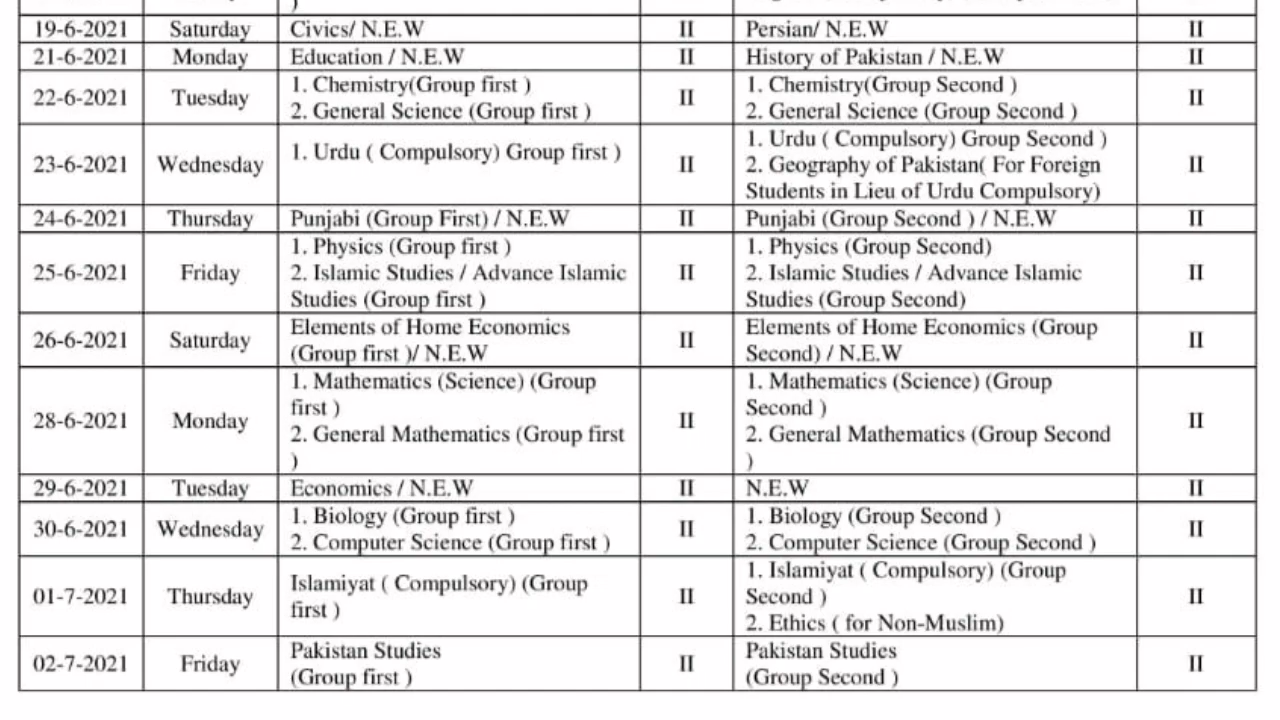 )
19-6-2021 Saturday Civics/ N.E.W II Persian/ N.E.W II
21-6-2021 Monday Education / N.E.W II History of Pakistan / N.E.W II
22-6-2021 Tuesday 1. Chemistry(Group first )
2. General Science (Group first ) II 1. Chemistry(Group Second )
2. General Science (Group Second ) II
23-6-2021 Wednesday 1. Urdu ( Compulsory) Group first ) II 1. Urdu ( Compulsory) Group Second )
2. Geography of Pakistan( For Foreign
Students in Lieu of Urdu Compulsory) II
24-6-2021 Thursday Punjabi (Group First) / N.E.W II Punjabi (Group Second ) / N.E.W II
25-6-2021 Friday 1. Physics (Group first )
2. Islamic Studies / Advance Islamic
Studies (Group first ) II 1. Physics (Group Second)
2. Islamic Studies / Advance Islamic
Studies (Group Second) II
26-6-2021 Saturday Elements of Home Economics
(Group first )/ N.E.W II Elements of Home Economics (Group
Second) / N.E.W II
28-6-2021 Monday 1. Mathematics (Science) (Group
first )
2. General Mathematics (Group first
) II 1. Mathematics (Science) (Group
Second )
2. General Mathematics (Group Second
) II
29-6-2021 Tuesday Economics / N.E.W II N.E.W II
30-6-2021 Wednesday 1. Biology (Group first )
2. Computer Science (Group first ) II 1. Biology (Group Second )
2. Computer Science (Group Second ) II
01-7-2021 Thursday Islamiyat ( Compulsory) (Group
first ) II 1. Islamiyat ( Compulsory) (Group
Second )
2. Ethics ( for Non-Muslim) II
02-7-2021 Friday Pakistan Studies
(Group first ) II Pakistan Studies
(Group Second ) II